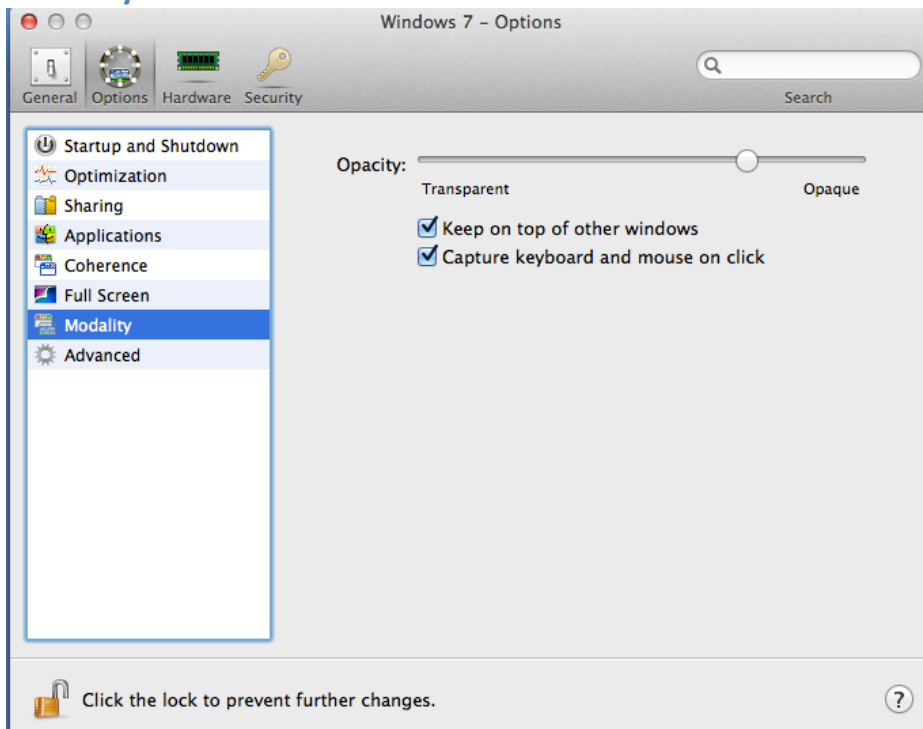 Windows 7 – Options
General Options Hardware Security Search
Startup and Shutdown
Optimization
Sharing
Applications
Coherence
Full Screen
Modality
Advanced
Opacity:
Transparent Opaque
Keep on top of other windows
Capture keyboard and mouse on click
Click the lock to prevent further changes.
?